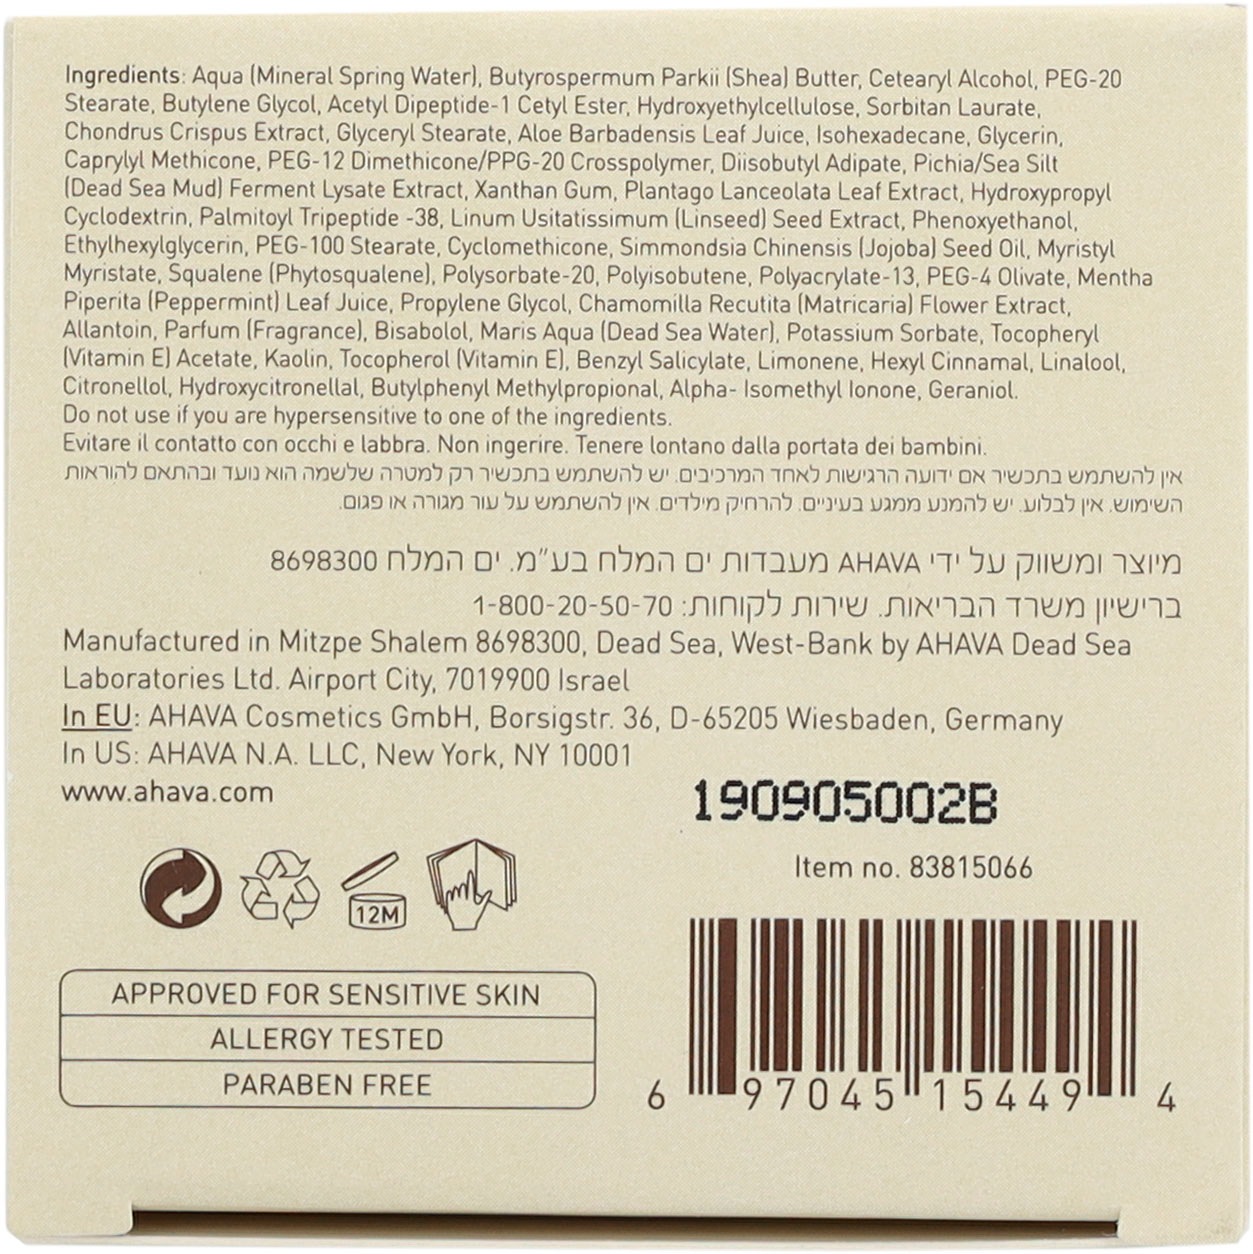 Ingredients: Aqua (Mineral Spring Water), Butyrospermum Parkii (Shea) Butter, Cetearyl Alcohol, PEG-20
Stearate, Butylene Glycol, Acetyl Dipeptide-1 Cetyl Ester, Hydroxyethylcellulose, Sorbitan Laurate,
Chondrus Crispus Extract, Glyceryl Stearate, Aloe Barbadensis Leaf Juice, Isohexadecane, Glycerin,
Caprylyl Methicone, PEG-12 Dimethicone/PPG-20 Crosspolymer, Diisobutyl Adipate, Pichia/Sea Silt
(Dead Sea Mud) Ferment Lysate Extract, Xanthan Gum, Plantago Lanceolata Leaf Extract, Hydroxypropyl
Cyclodextrin, Palmitoyl Tripeptide -38, Linum Usitatissimum (Linseed) Seed Extract, Phenoxyethanol,
Ethylhexylglycerin, PEG-100 Stearate, Cyclomethicone, Simmondsia Chinensis (Jojoba) Seed Oil, Myristyl
Myristate, Squalene (Phytosqualene), Polysorbate-20, Polyisobutene, Polyacrylate-13, PEG-4 Olivate, Mentha
Piperita (Peppermint) Leaf Juice, Propylene Glycol, Chamomilla Recutita (Matricaria) Flower Extract,
Allantoin, Parfum (Fragrance), Bisabolol, Maris Aqua (Dead Sea Water), Potassium Sorbate, Tocopheryl
(Vitamin E) Acetate, Kaolin, Tocopherol (Vitamin E), Benzyl Salicylate, Limonene, Hexyl Cinnamal, Linalool,
Citronellol, Hydroxycitronellal, Butylphenyl Methylpropional, Alpha- Isomethyl Ionone, Geraniol.
Do not use if you are hypersensitive to one of the ingredients.
Evitare il contatto con occhi e labbra. Non ingerire. Tenere lontano dalla portata dei bambini.
אין להשתמש בתכשיר אם ידועה הרגישות לאחד המרכיבים. יש להשתמש בתכשיר רק למטרה שלשמה הוא נועד ובהתאם להוראות
השימוש. אין לבלוע. יש להמנע ממגע בעיניים. להרחיק מילדים. אין להשתמש על עור מגורה או פגום.
מיוצר ומשווק על ידי AHAVA מעבדות ים המלח בע"מ. ים המלח 8698300
ברישיון משרד הבריאות. שירות לקוחות: 1-800-20-50-70
Manufactured in Mitzpe Shalem 8698300, Dead Sea, West-Bank by AHAVA Dead Sea
Laboratories Ltd. Airport City, 7019900 Israel
In EU: AHAVA Cosmetics GmbH, Borsigstr. 36, D-65205 Wiesbaden, Germany
In US: AHAVA N.A. LLC, New York, NY 10001
www.ahava.com
190905002B
Item no. 83815066
12M
APPROVED FOR SENSITIVE SKIN
ALLERGY TESTED
PARABEN FREE
6 97045 15449 4